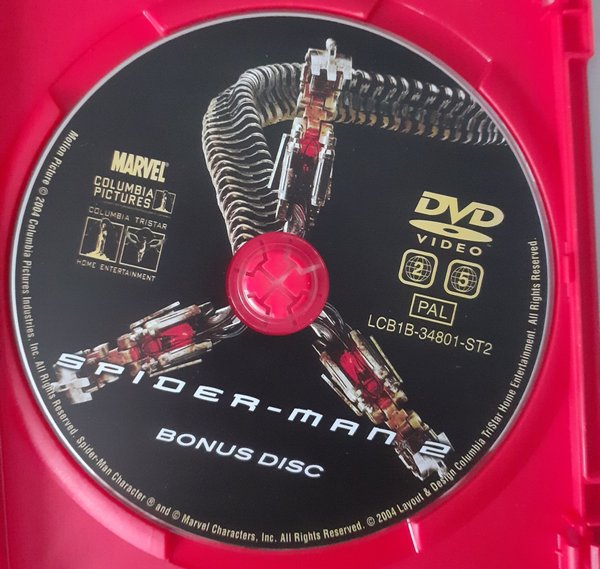 MARVEL
COLUMBIA
PICTURES
COLUMBIA TRISTAR
HOME ENTERTAINMENT
DVD
VIDEO
2 5
PAL
LCB1B-34801-ST2
SPIDER-MAN 2
BONUS DISC
Motion Picture © 2004 Columbia Pictures Industries, Inc. All Rights Reserved. Spider-Man Character ® and © Marvel Characters, Inc. All Rights Reserved. © 2004 Layout & Design Columbia TriStar Home Entertainment. All Rights Reserved.